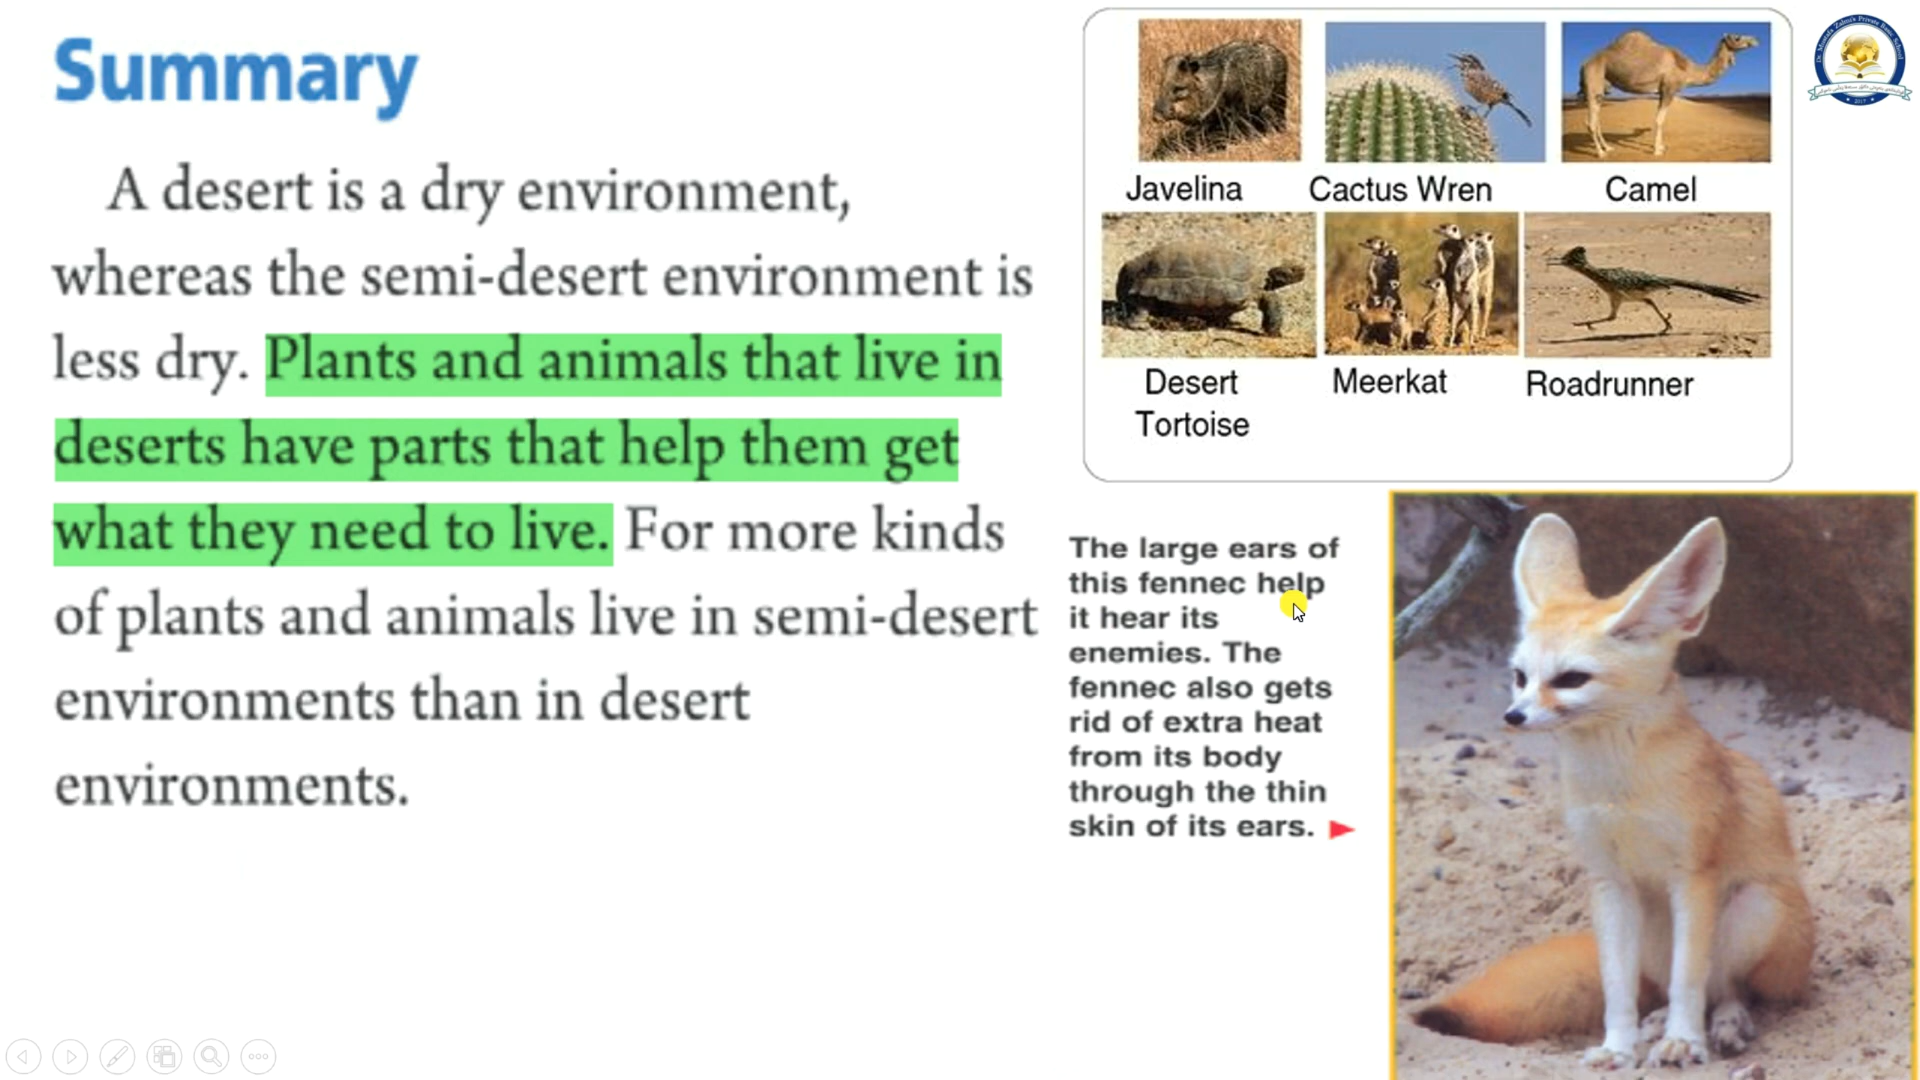 Summary
A desert is a dry environment,
whereas the semi-desert environment is
less dry. Plants and animals that live in
deserts have parts that help them get
what they need to live. For more kinds
of plants and animals live in semi-desert
environments than in desert
environments.
Javelina
Cactus Wren
Camel
Desert
Tortoise
Meerkat
Roadrunner
The large ears of
this fennec help
it hear its
enemies. The
fennec also gets
rid of extra heat
from its body
through the thin
skin of its ears.